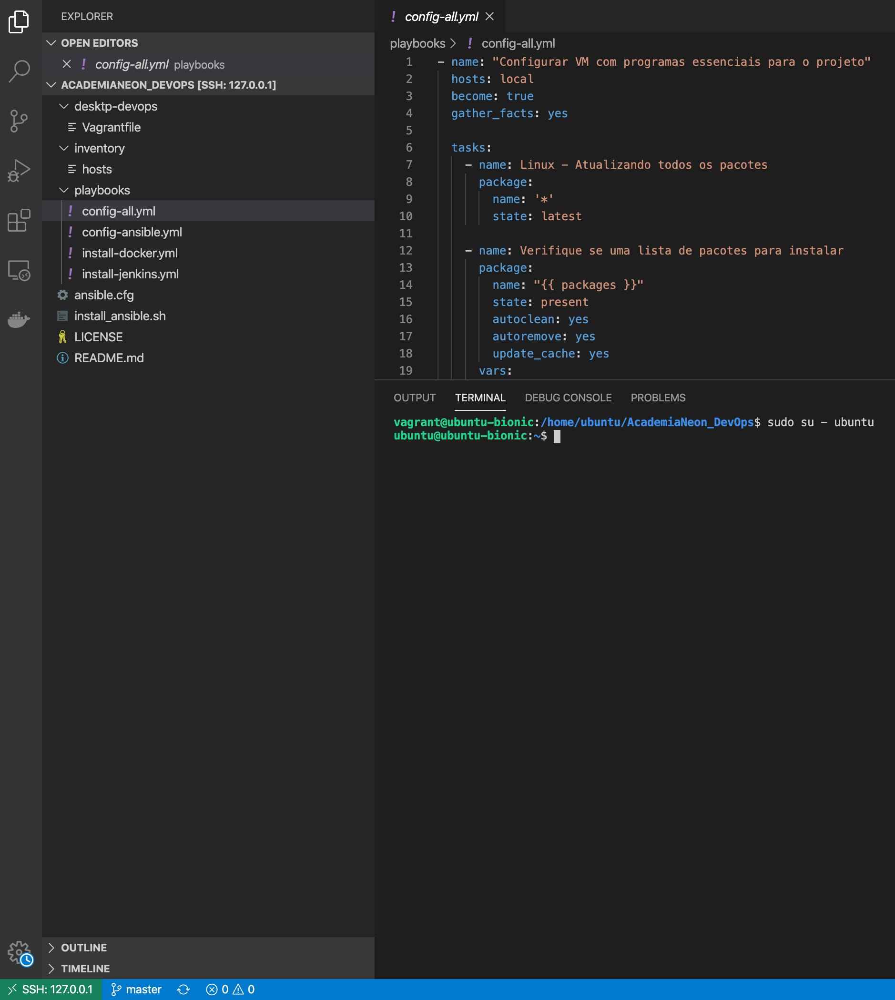 EXPLORER
OPEN EDITORS
config-all.yml playbooks
ACADEMIANEON_DEVOPS [SSH: 127.0.0.1]
desktp-devops
Vagrantfile
inventory
hosts
playbooks
config-all.yml
config-ansible.yml
install-docker.yml
install-jenkins.yml
ansible.cfg
install_ansible.sh
LICENSE
README.md
OUTLINE
TIMELINE
config-all.yml
playbooks > ! config-all.yml
1 - name: "Configurar VM com programas essenciais para o projeto"
2 hosts: local
3 become: true
4 gather_facts: yes
5
6 tasks:
7 - name: Linux - Atualizando todos os pacotes
8 package:
9 name: '*'
10 state: latest
11
12 - name: Verifique se uma lista de pacotes para instalar
13 package:
14 name: "{{ packages }}"
15 state: present
16 autoclean: yes
17 autoremove: yes
18 update_cache: yes
19 vars:
OUTPUT TERMINAL DEBUG CONSOLE PROBLEMS
vagrant@ubuntu-bionic:/home/ubuntu/AcademiaNeon_DevOps$ sudo su - ubuntu
ubuntu@ubuntu-bionic:~$
SSH: 127.0.0.1 master 0 0